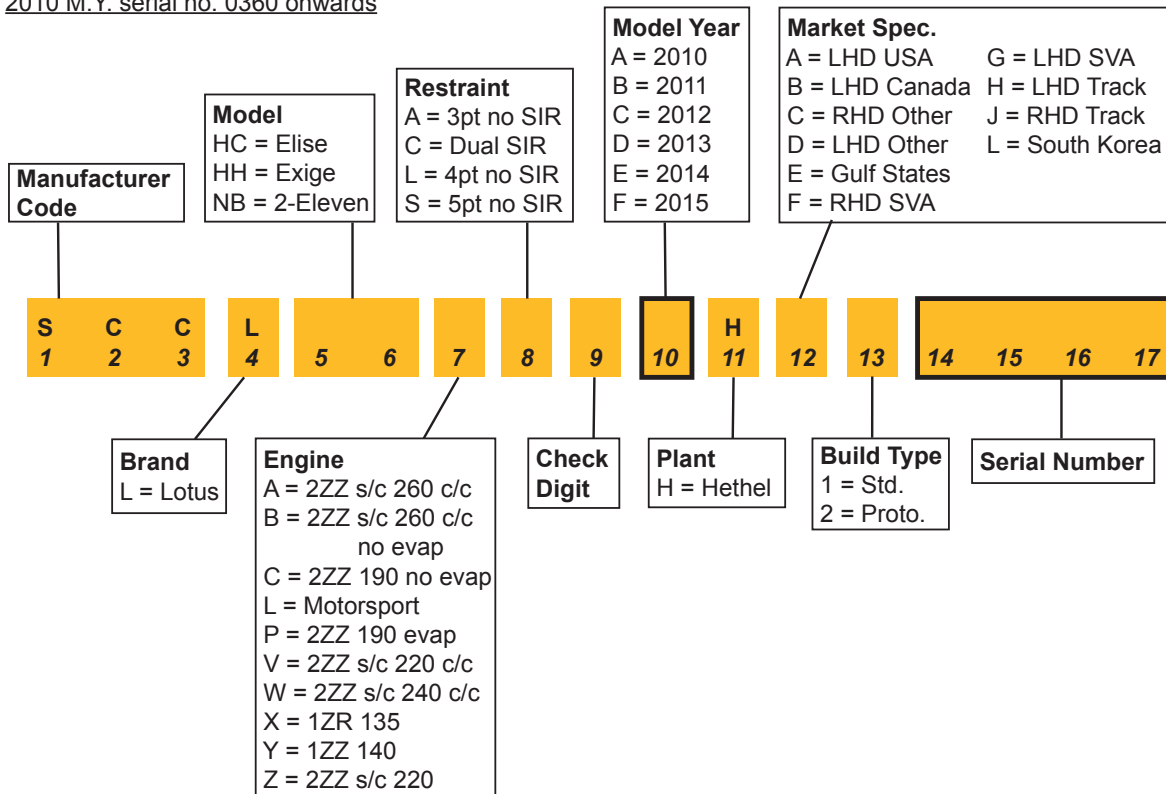 2010 M.Y. serial no. 0360 onwards
Manufacturer
Code
Model
HC = Elise
HH = Exige
NB = 2-Eleven
Restraint
A = 3pt no SIR
C = Dual SIR
L = 4pt no SIR
S = 5pt no SIR
Model Year
A = 2010
B = 2011
C = 2012
D = 2013
E = 2014
F = 2015
Market Spec.
A = LHD USA G = LHD SVA
B = LHD Canada H = LHD Track
C = RHD Other J = RHD Track
D = LHD Other L = South Korea
E = Gulf States
F = RHD SVA
S C C L H
1 2 3 4 5 6 7 8 9 10 11 12 13 14 15 16 17
Brand
L = Lotus
Engine
A = 2ZZ s/c 260 c/c
B = 2ZZ s/c 260 c/c
no evap
C = 2ZZ 190 no evap
L = Motorsport
P = 2ZZ 190 evap
V = 2ZZ s/c 220 c/c
W = 2ZZ s/c 240 c/c
X = 1ZR 135
Y = 1ZZ 140
Z = 2ZZ s/c 220
Check
Digit
Plant
H = Hethel
Build Type
1 = Std.
2 = Proto.
Serial Number